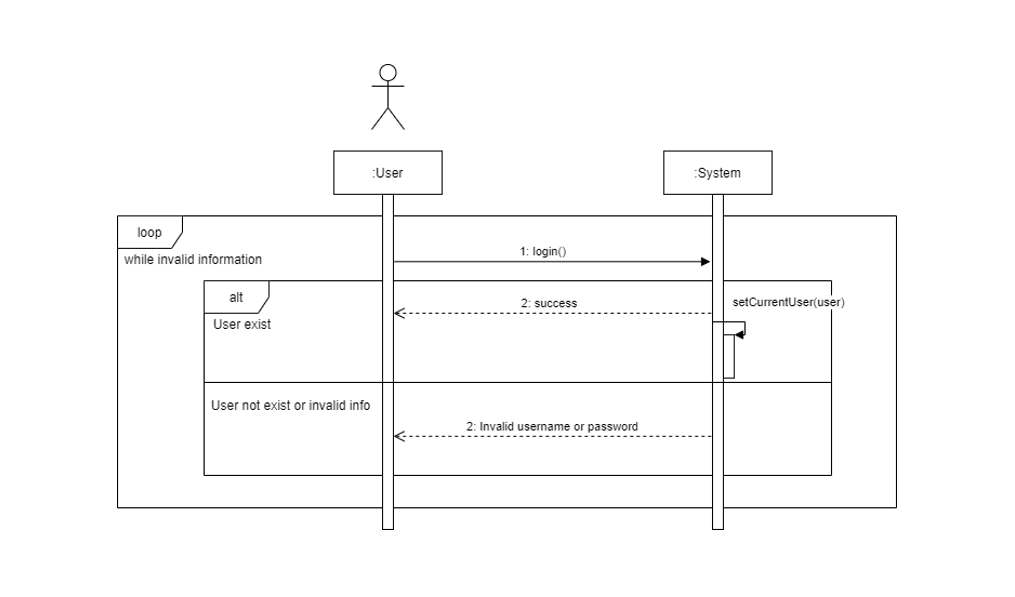 :User
:System
loop
while invalid information
1: login()
alt
User exist
2: success
setCurrentUser(user)
User not exist or invalid info
2: Invalid username or password